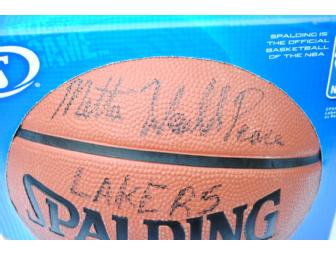 SPALDING IS
THE OFFICIAL
BASKETBALL
OF THE NBA
Metta World Peace
LAKERS
SPALDING